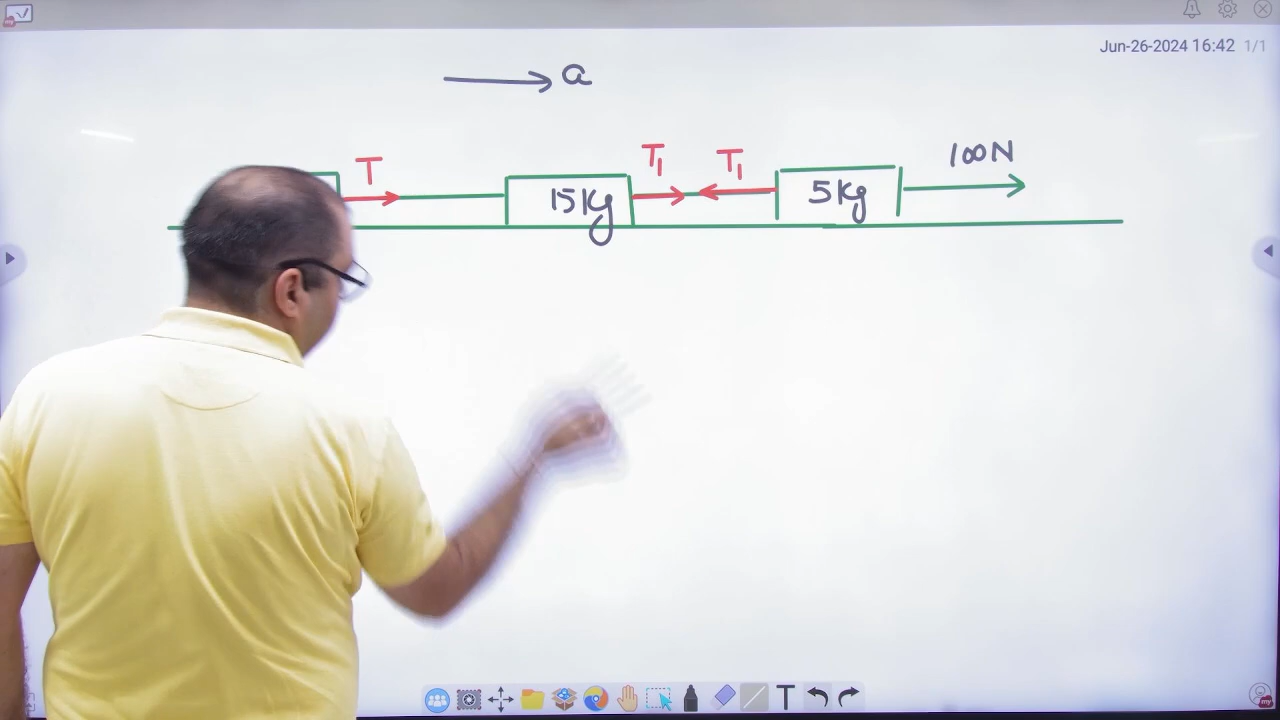 Jun-26-2024 16:42 1/1
a
T T₁ T₁ 100N
15Kg 5Kg
T